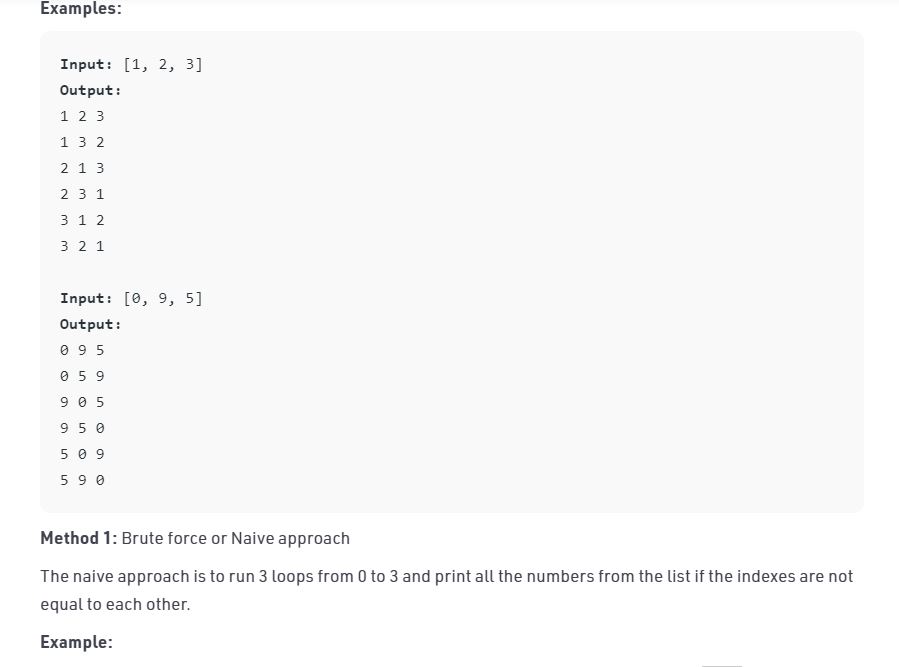 Examples:
Input: [1, 2, 3]
Output:
1 2 3
1 3 2
2 1 3
2 3 1
3 1 2
3 2 1
Input: [0, 9, 5]
Output:
0 9 5
0 5 9
9 0 5
9 5 0
5 0 9
5 9 0
Method 1: Brute force or Naive approach
The naive approach is to run 3 loops from 0 to 3 and print all the numbers from the list if the indexes are not
equal to each other.
Example: